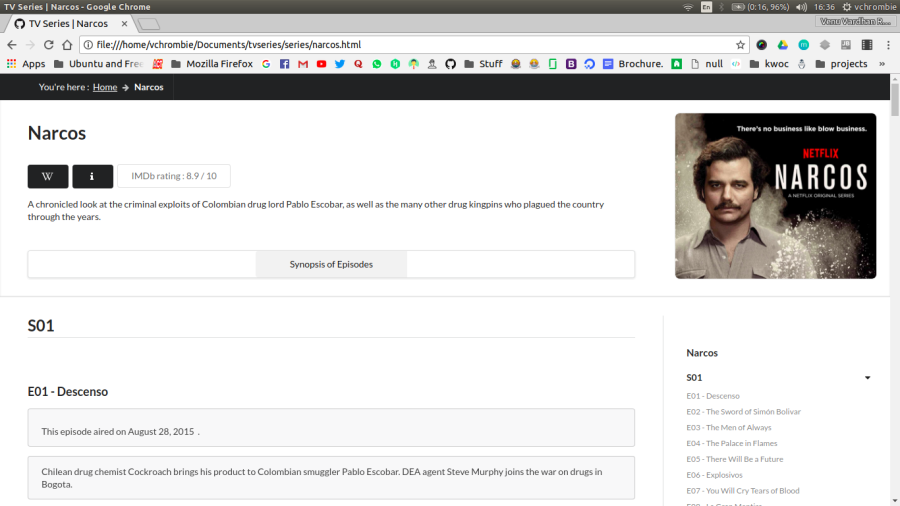 TV Series | Narcos - Google Chrome
En
(0:16, 96%)
16:36
vchrombie
TV Series | Narcos
Venu Vardhan R...
file:///home/vchrombie/Documents/tvseries/series/narcos.html
Apps
Ubuntu and Free
Mozilla Firefox
Stuff
Brochure.
null
kwoc
projects
»
You're here : Home → Narcos
Narcos
W
i
IMDb rating : 8.9 / 10
A chronicled look at the criminal exploits of Colombian drug lord Pablo Escobar, as well as the many other drug kingpins who plagued the country
through the years.
Synopsis of Episodes
There's no business like blow business.
NETFLIX
NARCOS
A NETFLIX ORIGINAL SERIES
S01
E01 - Descenso
This episode aired on August 28, 2015 .
Chilean drug chemist Cockroach brings his product to Colombian smuggler Pablo Escobar. DEA agent Steve Murphy joins the war on drugs in
Bogota.
Narcos
S01
E01 - Descenso
E02 - The Sword of Simón Bolivar
E03 - The Men of Always
E04 - The Palace in Flames
E05 - There Will Be a Future
E06 - Explosivos
E07 - You Will Cry Tears of Blood